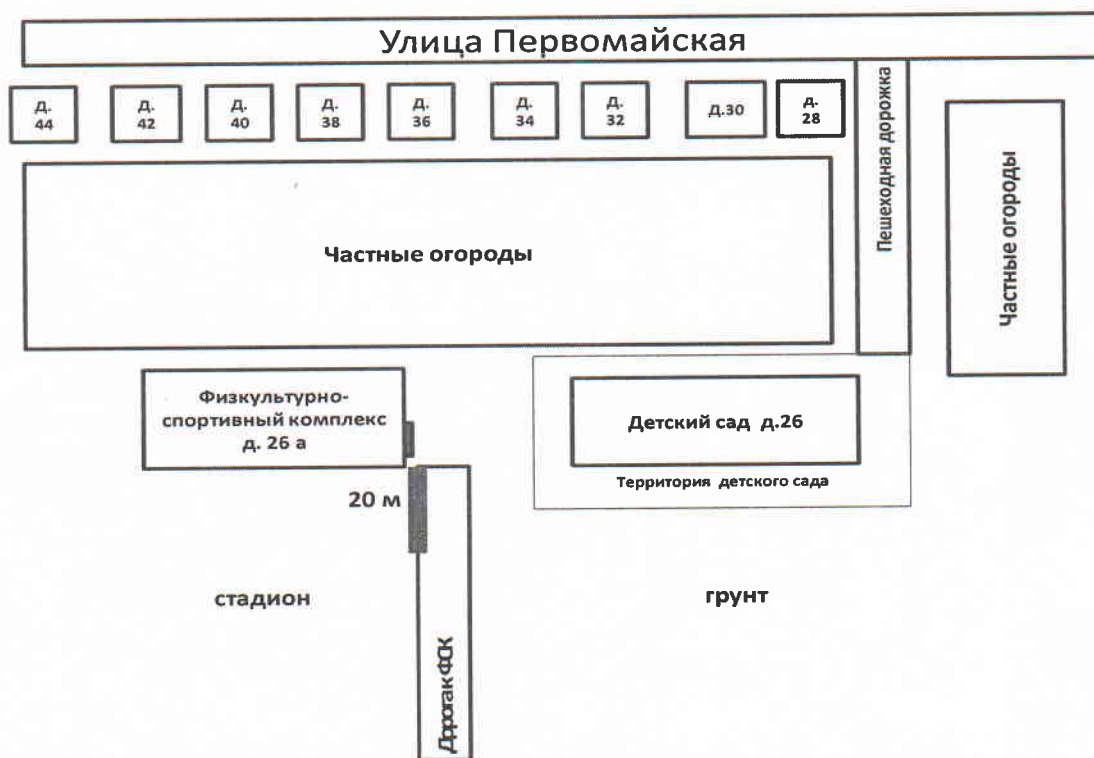 Улица Первомайская
д.
44
д.
42
д.
40
д.
38
д.
36
д.
34
д.
32
д.30
д.
28
Пешеходная дорожка
Частные огороды
Частные огороды
Физкультурно-
спортивный комплекс
д. 26 а
Детский сад д.26
Территория детского сада
20 м
стадион
грунт
Дорога к ФСК